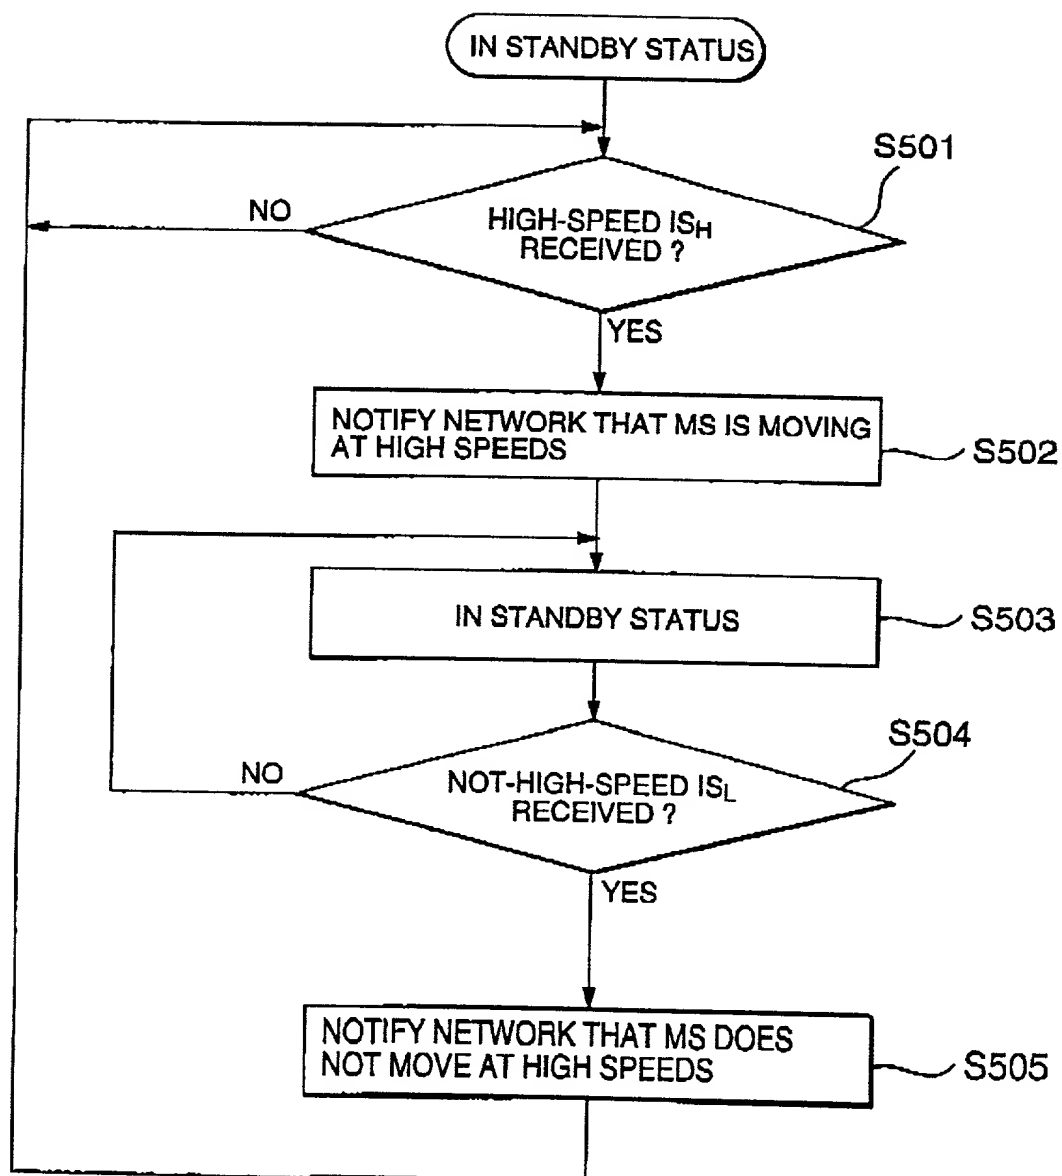 IN STANDBY STATUS
S501
NO
HIGH-SPEED ISH
RECEIVED ?
YES
NOTIFY NETWORK THAT MS IS MOVING
AT HIGH SPEEDS
S502
IN STANDBY STATUS
S503
S504
NO
NOT-HIGH-SPEED ISL
RECEIVED ?
YES
NOTIFY NETWORK THAT MS DOES
NOT MOVE AT HIGH SPEEDS
S505